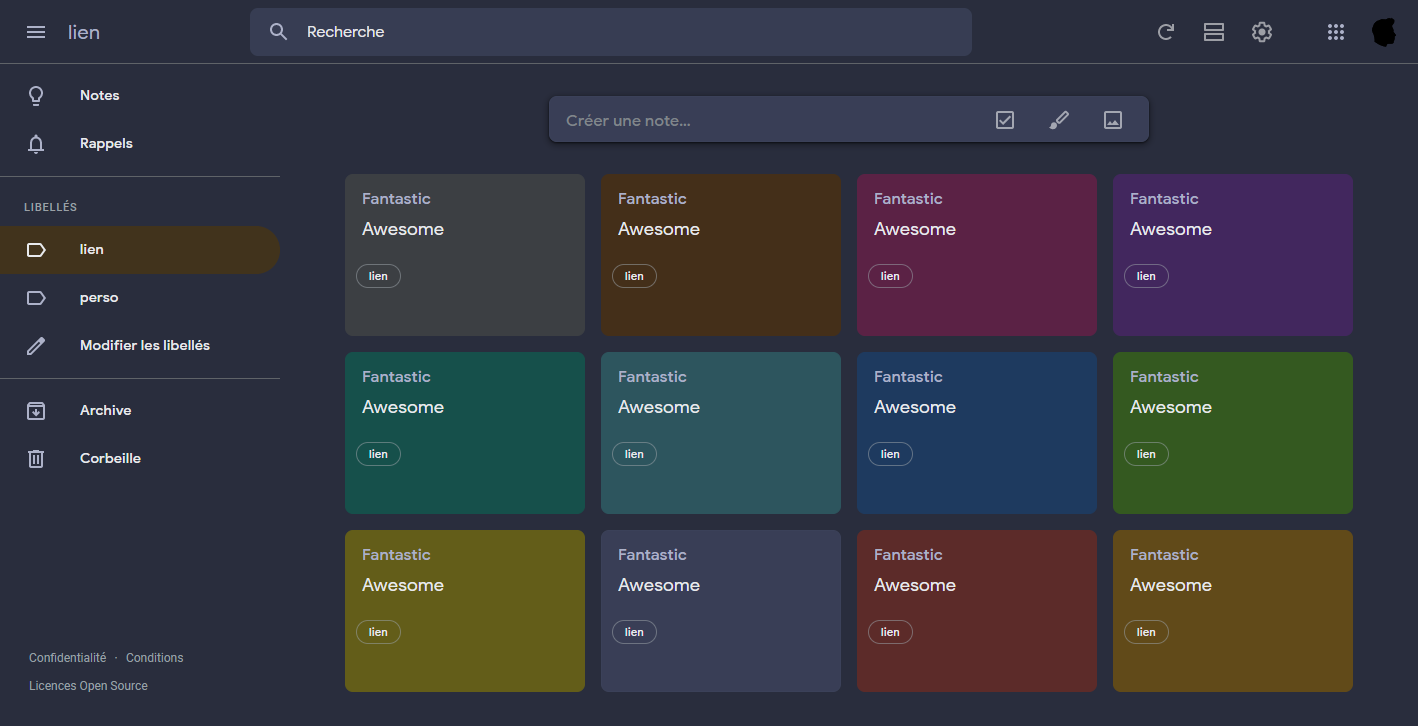 lien
Recherche
Notes
Rappels
LIBELLÉS
lien
perso
Modifier les libellés
Archive
Corbeille
Confidentialité · Conditions
Licences Open Source
Créer une note...
Fantastic
Awesome
lien
Fantastic
Awesome
lien
Fantastic
Awesome
lien
Fantastic
Awesome
lien
Fantastic
Awesome
lien
Fantastic
Awesome
lien
Fantastic
Awesome
lien
Fantastic
Awesome
lien
Fantastic
Awesome
lien
Fantastic
Awesome
lien
Fantastic
Awesome
lien
Fantastic
Awesome
lien